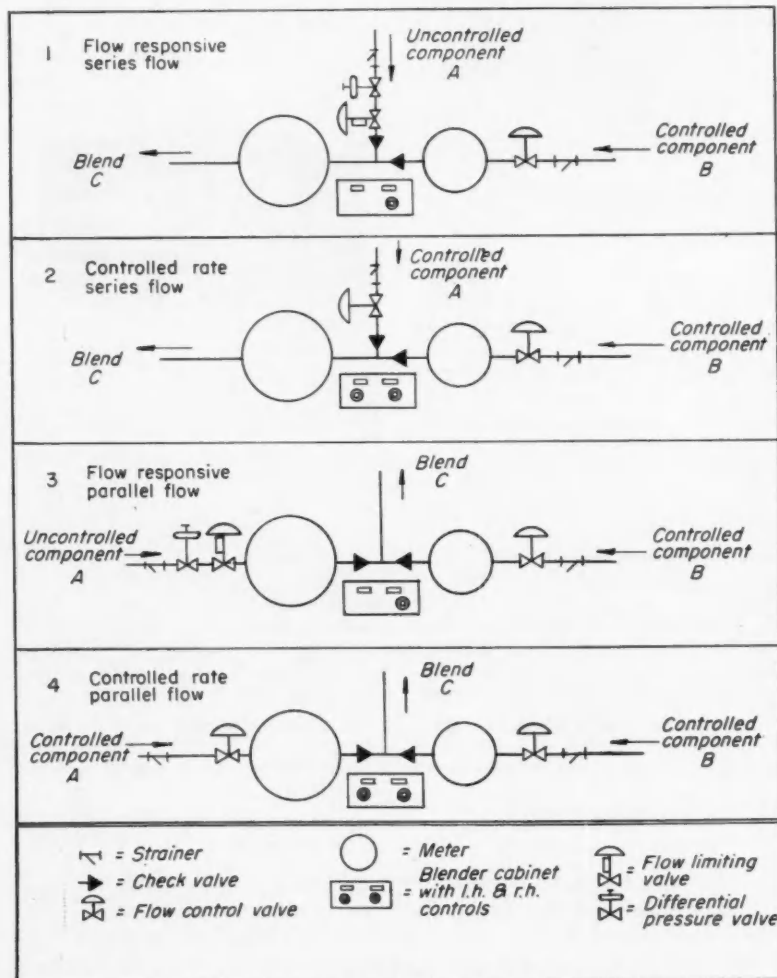 1 Flow responsive
series flow
Uncontrolled
component
A
Controlled
component
B
Blend
C
2 Controlled rate
series flow
Controlled
component
A
Controlled
component
B
Blend
C
3 Flow responsive
parallel flow
Blend
C
Uncontrolled
component
A
Controlled
component
B
4 Controlled rate
parallel flow
Blend
C
Controlled
component
A
Controlled
component
B
= Strainer
= Check valve
= Flow control valve
= Meter
Blender cabinet
= with l.h. & r.h.
controls
= Flow limiting
valve
= Differential
pressure valve